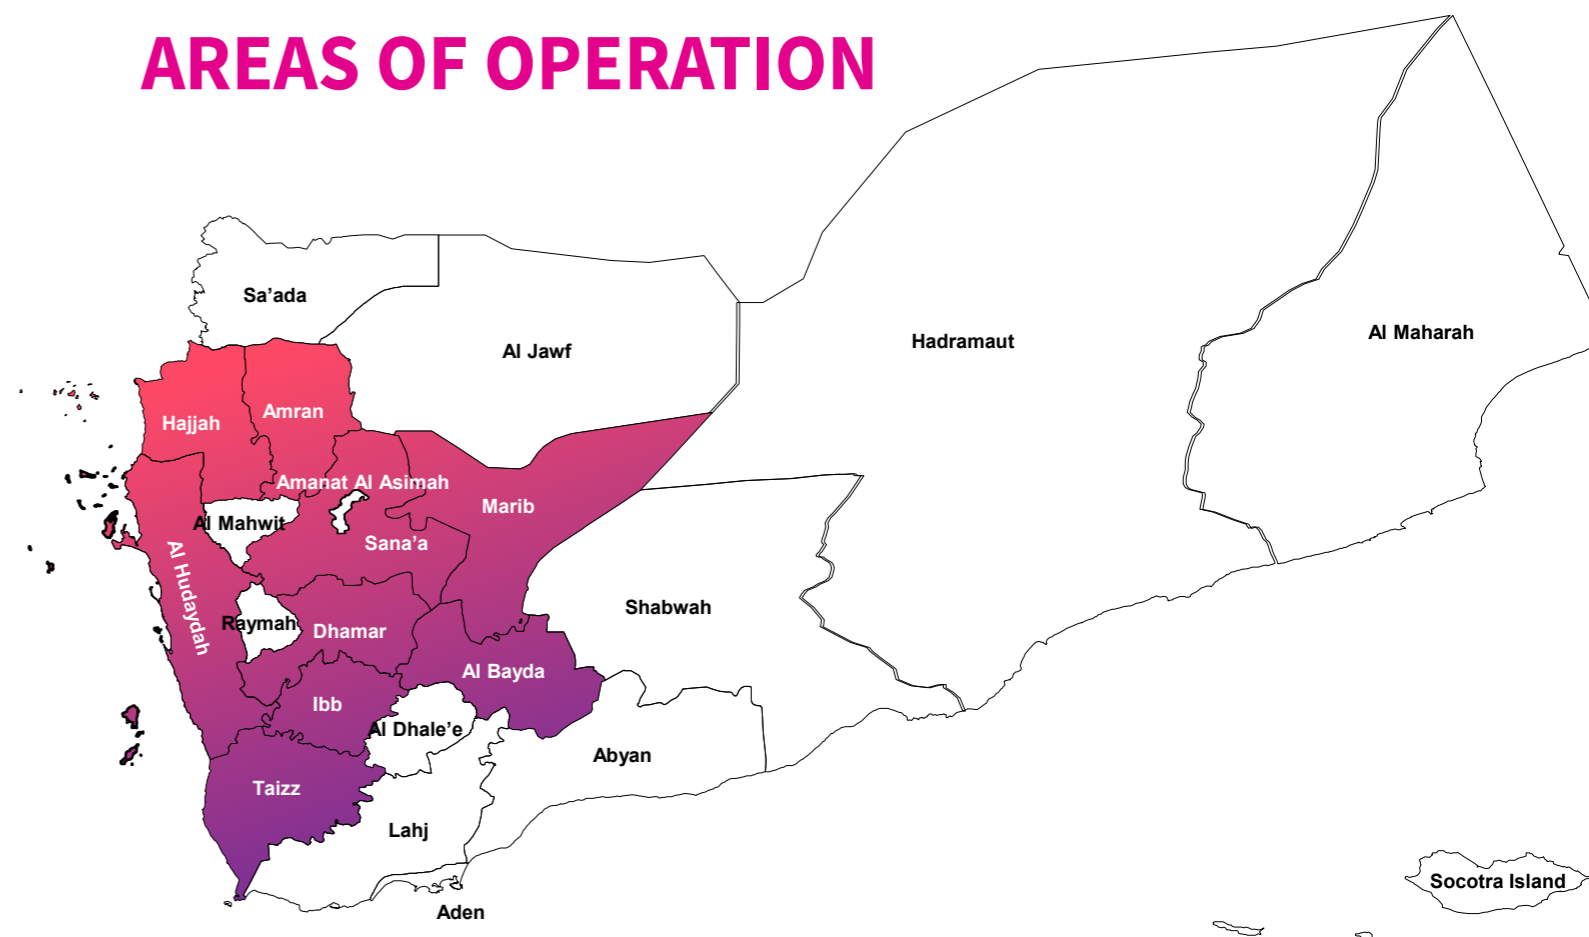 AREAS OF OPERATION
Sa’ada
Al Jawf
Hadramaut
Al Maharah
Hajjah
Amran
Amanat Al Asimah
Marib
Al Mahwit
Sana’a
Al Hudaydah
Raymah
Dhamar
Shabwah
Al Bayda
Ibb
Al Dhale’e
Abyan
Taizz
Lahj
Socotra Island
Aden